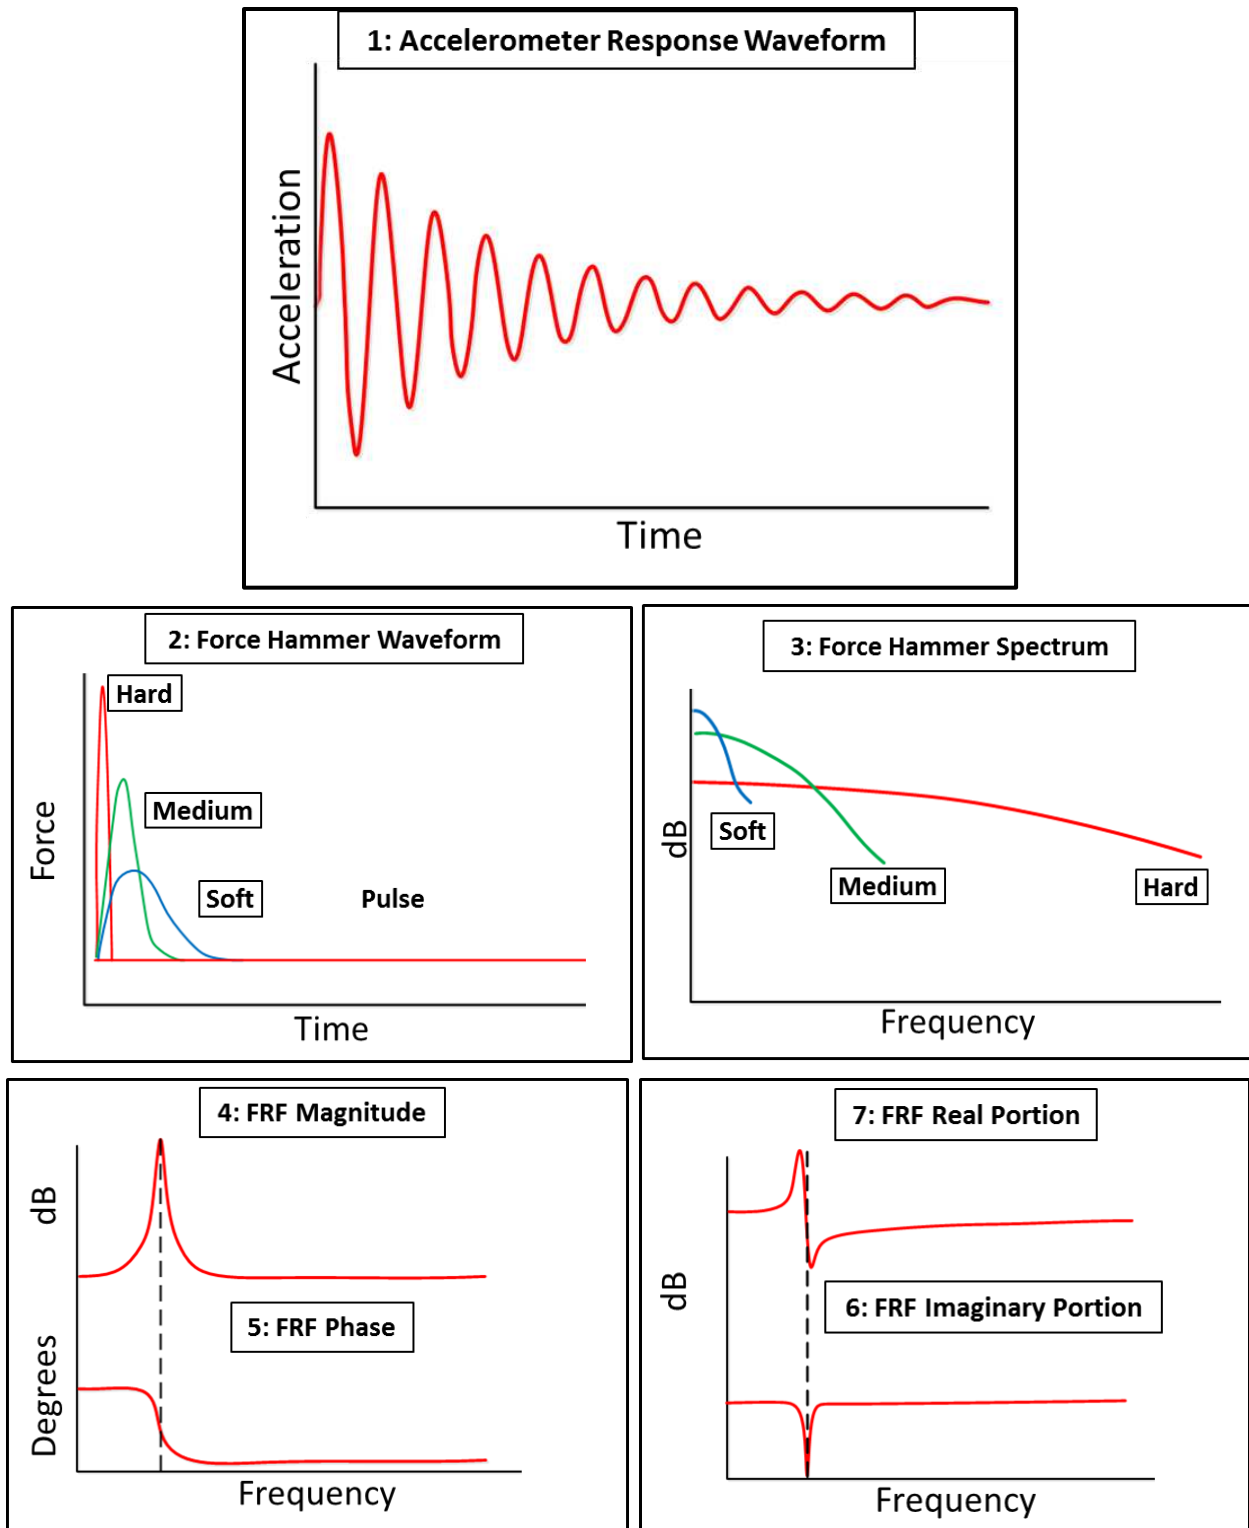 1: Accelerometer Response Waveform
Acceleration
Time
2: Force Hammer Waveform
Hard
Medium
Soft
Pulse
Force
Time
3: Force Hammer Spectrum
dB
Soft
Medium
Hard
Frequency
4: FRF Magnitude
dB
5: FRF Phase
Degrees
Frequency
7: FRF Real Portion
dB
6: FRF Imaginary Portion
Frequency